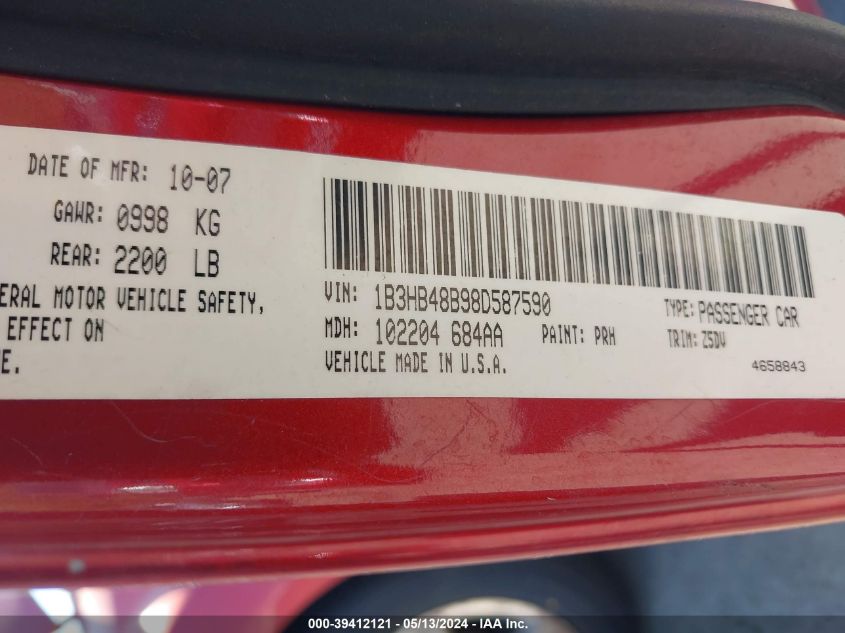 DATE OF MFR: 10-07
GAWR: 0998 KG
REAR: 2200 LB
ERAL MOTOR VEHICLE SAFETY,
EFFECT ON
E.
VIN: 1B3HB48B98D587590
TYPE: PASSENGER CAR
MDH: 102204 684AA PAINT: PRH TRIM: Z5DV
VEHICLE MADE IN U.S.A.
4658843
000-39412121 - 05/13/2024 - IAA Inc.